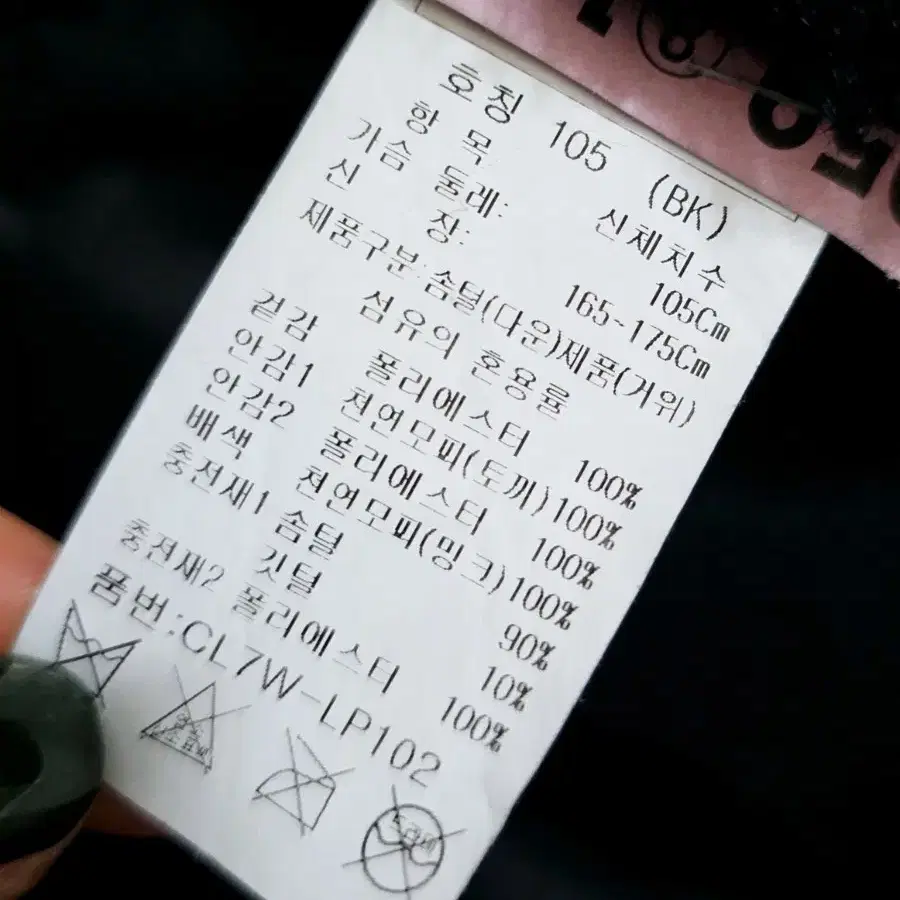 호칭 105 (BK)
항 목 신체치수
가슴 둘레: 105Cm
신 장: 165~175Cm
제품구분: 솜털(다운)제품(거위)
섬유의 혼용률
겉감 폴리에스터 100%
안감1 천연모피(토끼)100%
안감2 폴리에스터 100%
배색 천연모피(밍크)100%
충전재1 솜털 90%
깃털 10%
충전재2 폴리에스터 100%
품번:CL7W-LP102
드라이